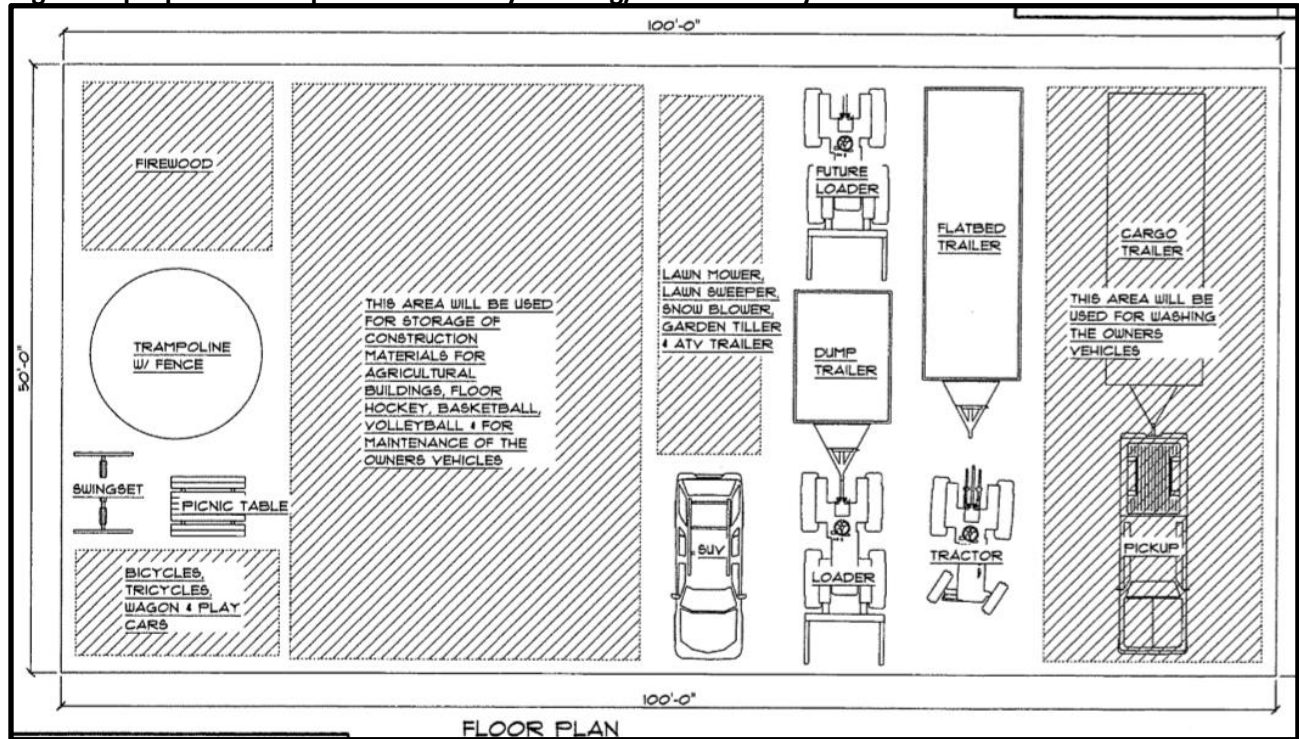 100'-0"
50'-0"
FIREWOOD
TRAMPOLINE
W/ FENCE
SWINGSET
PICNIC TABLE
BICYCLES,
TRICYCLES,
WAGON & PLAY
CARS
THIS AREA WILL BE USED
FOR STORAGE OF
CONSTRUCTION
MATERIALS FOR
AGRICULTURAL
BUILDINGS, FLOOR
HOCKEY, BASKETBALL,
VOLLEYBALL & FOR
MAINTENANCE OF THE
OWNERS VEHICLES
LAWN MOWER,
LAWN SWEEPER,
SNOW BLOWER,
GARDEN TILLER
& ATV TRAILER
SUV
FUTURE
LOADER
DUMP
TRAILER
LOADER
FLATBED
TRAILER
TRACTOR
CARGO
TRAILER
THIS AREA WILL BE
USED FOR WASHING
THE OWNERS
VEHICLES
PICKUP
100'-0"
FLOOR PLAN